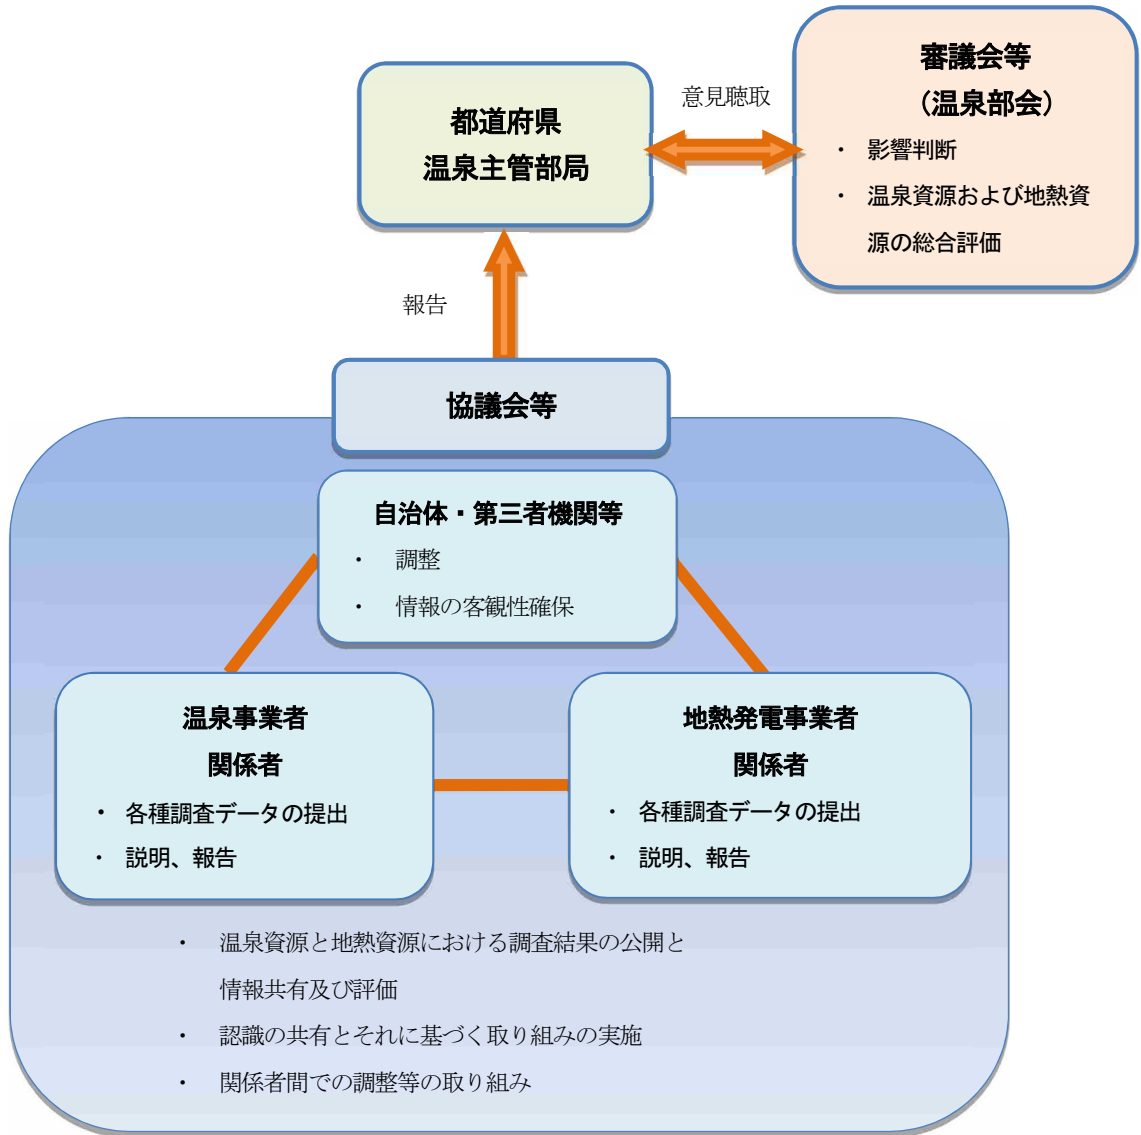 審議会等
（温泉部会）
・ 影響判断
・ 温泉資源および地熱資
源の総合評価
意見聴取
都道府県
温泉主管部局
報告
協議会等
自治体・第三者機関等
・ 調整
・ 情報の客観性確保
温泉事業者
関係者
・ 各種調査データの提出
・ 説明、報告
地熱発電事業者
関係者
・ 各種調査データの提出
・ 説明、報告
・ 温泉資源と地熱資源における調査結果の公開と
情報共有及び評価
・ 認識の共有とそれに基づく取り組みの実施
・ 関係者間での調整等の取り組み